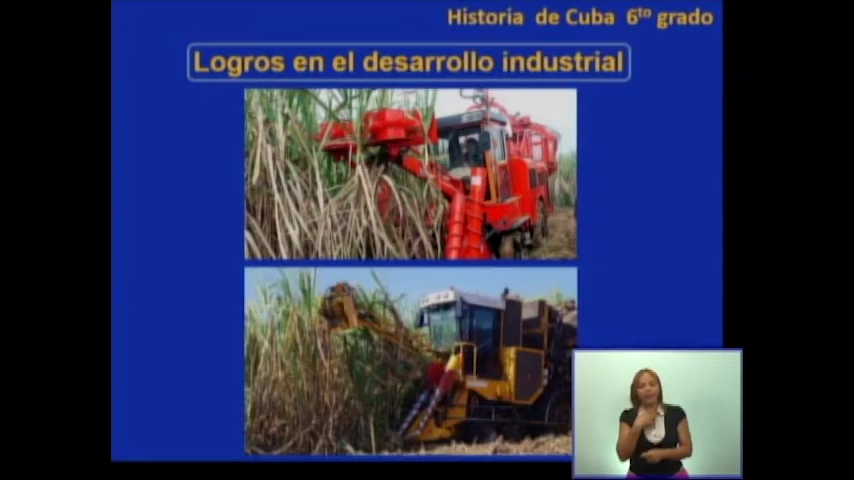 Historia de Cuba 6to grado
Logros en el desarrollo industrial